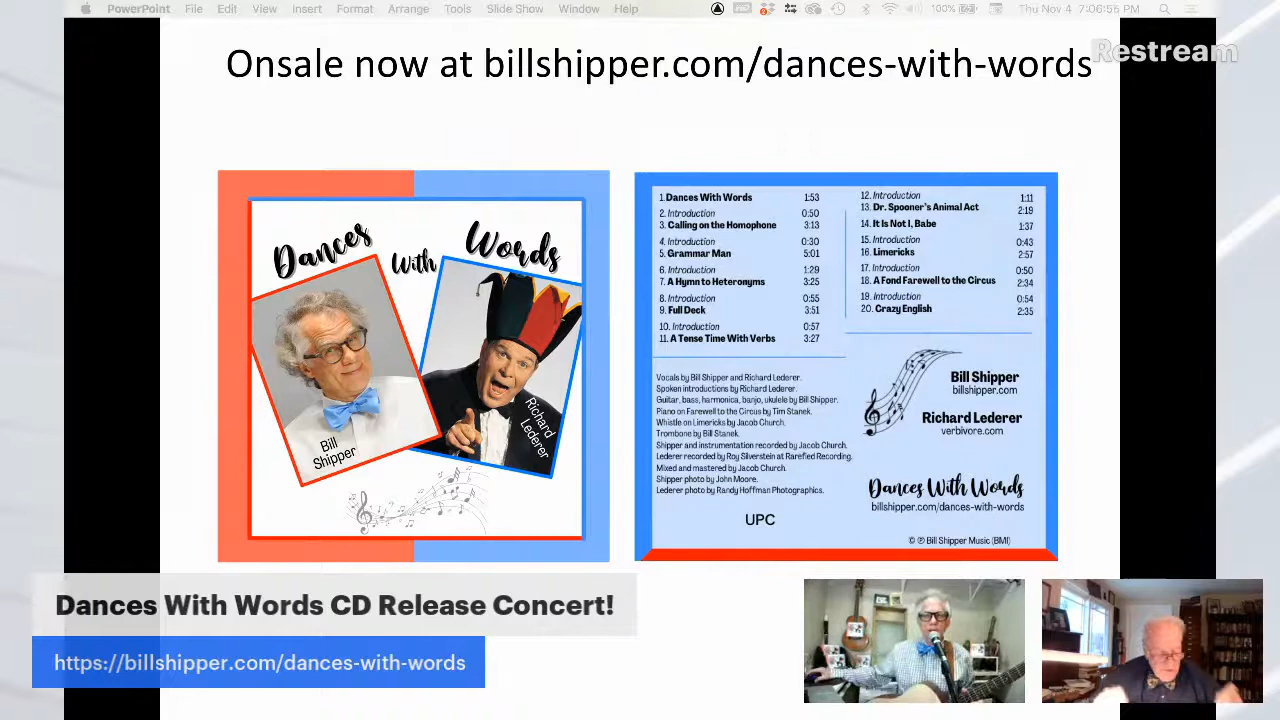 PowerPoint File Edit View Insert Format Arrange Tools Slide Show Window Help
100% Thu Nov 4 7:06:56 PM
Restream
Onsale now at billshipper.com/dances-with-words
Dances With Words
Bill Shipper
Richard Lederer
1. Dances With Words 1:53
2. Introduction 0:50
3. Calling on the Homophone 3:13
4. Introduction 0:30
5. Grammar Man 5:01
6. Introduction 1:29
7. A Hymn to Heteronyms 3:25
8. Introduction 0:55
9. Full Deck 3:51
10. Introduction 0:57
11. A Tense Time With Verbs 3:27
12. Introduction 1:11
13. Dr. Spooner's Animal Act 2:19
14. It Is Not I, Babe 1:37
15. Introduction 0:43
16. Limericks 2:57
17. Introduction 0:50
18. A Fond Farewell to the Circus 2:34
19. Introduction 0:54
20. Crazy English 2:35
Vocals by Bill Shipper and Richard Lederer.
Spoken introductions by Richard Lederer.
Guitar, bass, harmonica, banjo, ukulele by Bill Shipper.
Piano on Farewell to the Circus by Tim Stanek.
Whistle on Limericks by Jacob Church.
Trombone by Bill Stanek.
Shipper and instrumentation recorded by Jacob Church.
Lederer recorded by Roy Silverstein at Rarefied Recording.
Mixed and mastered by Jacob Church.
Shipper photo by John Moore.
Lederer photo by Randy Hoffman Photographics.
UPC
Bill Shipper
billshipper.com
Richard Lederer
verbivore.com
Dances With Words
billshipper.com/dances-with-words
© ℗ Bill Shipper Music (BMI)
Dances With Words CD Release Concert!
https://billshipper.com/dances-with-words